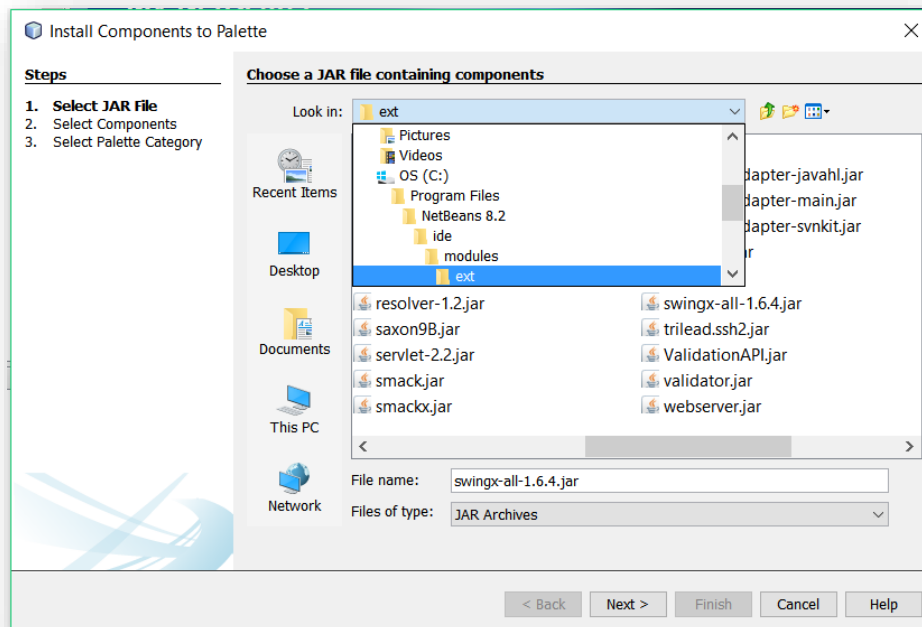 Install Components to Palette
Steps
1. Select JAR File
2. Select Components
3. Select Palette Category
Choose a JAR file containing components
Look in: ext
Pictures
Videos
OS (C:)
Program Files
NetBeans 8.2
ide
modules
ext
Recent Items
Desktop
Documents
This PC
Network
dapter-javahl.jar
dapter-main.jar
dapter-svnkit.jar
resolver-1.2.jar
saxon9B.jar
servlet-2.2.jar
smack.jar
smackx.jar
swingx-all-1.6.4.jar
trilead.ssh2.jar
ValidationAPI.jar
validator.jar
webserver.jar
File name: swingx-all-1.6.4.jar
Files of type: JAR Archives
< Back Next > Finish Cancel Help